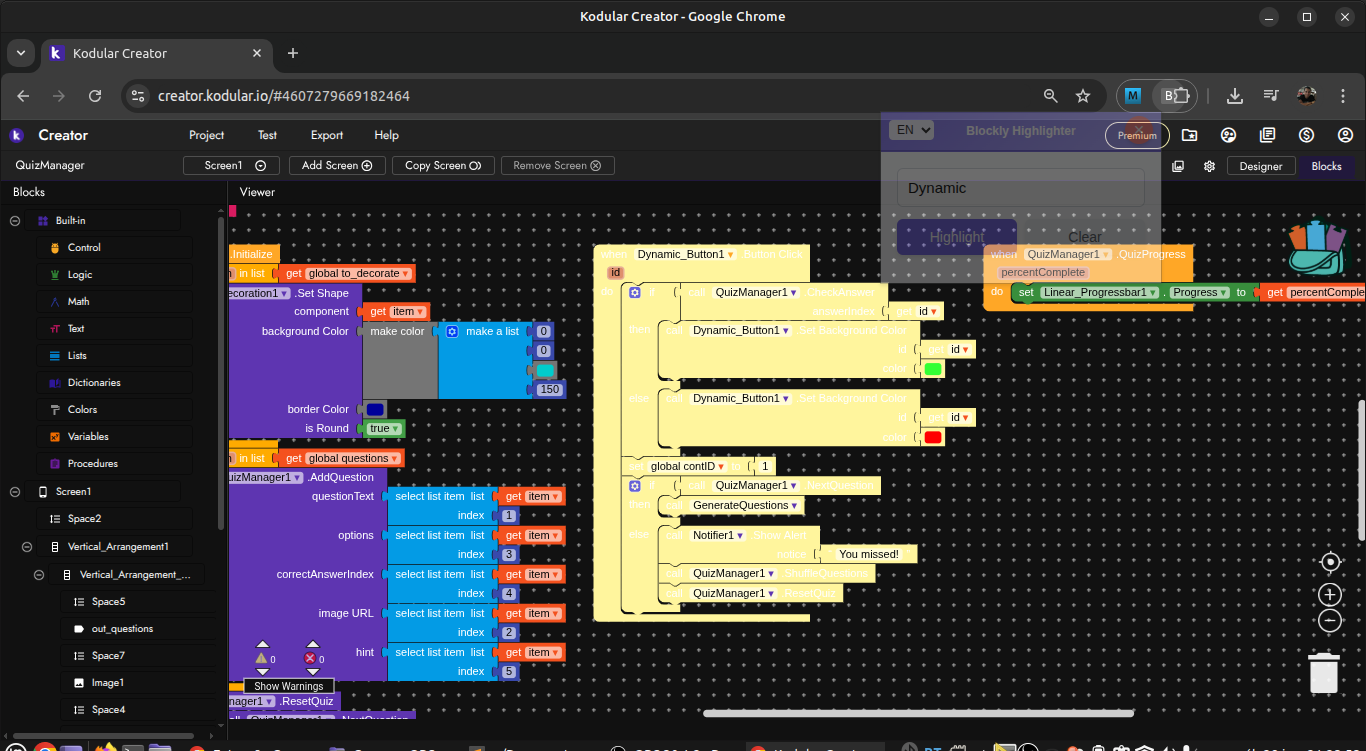 Kodular Creator - Google Chrome
Kodular Creator
creator.kodular.io/#4607279669182464
Creator
Project
Test
Export
Help
EN
Blockly Highlighter
Premium
QuizManager
Screen1
Add Screen
Copy Screen
Remove Screen
Designer
Blocks
Blocks
Viewer
Dynamic
Highlight
Clear
Built-in
Control
Logic
Math
Text
Lists
Dictionaries
Colors
Variables
Procedures
Screen1
Space2
Vertical_Arrangement1
Vertical_Arrangement_...
Space5
out_questions
Space7
Image1
Space4
.Initialize
in list get global to_decorate
ecoration1 .Set Shape
component get item
background Color make color make a list 0
0
150
border Color
is Round true
in list get global questions
uizManager1 .AddQuestion
questionText select list item list get item
index 1
options select list item list get item
index 3
correctAnswerIndex select list item list get item
index 4
image URL select list item list get item
index 2
hint select list item list get item
index 5
0 0
Show Warnings
nager1 .ResetQuiz
when Dynamic_Button1 .Button Click
id
do if call QuizManager1 .CheckAnswer
answerIndex get id
then call Dynamic_Button1 .Set Background Color
id get id
color
else call Dynamic_Button1 .Set Background Color
id get id
color
set global contID to 1
if call QuizManager1 .NextQuestion
then call GenerateQuestions
else call Notifier1 .Show Alert
notice " You missed! "
call QuizManager1 .ShuffleQuestions
call QuizManager1 .ResetQuiz
when QuizManager1 .QuizProgress
percentComplete
do set Linear_Progressbar1 . Progress to get percentComple